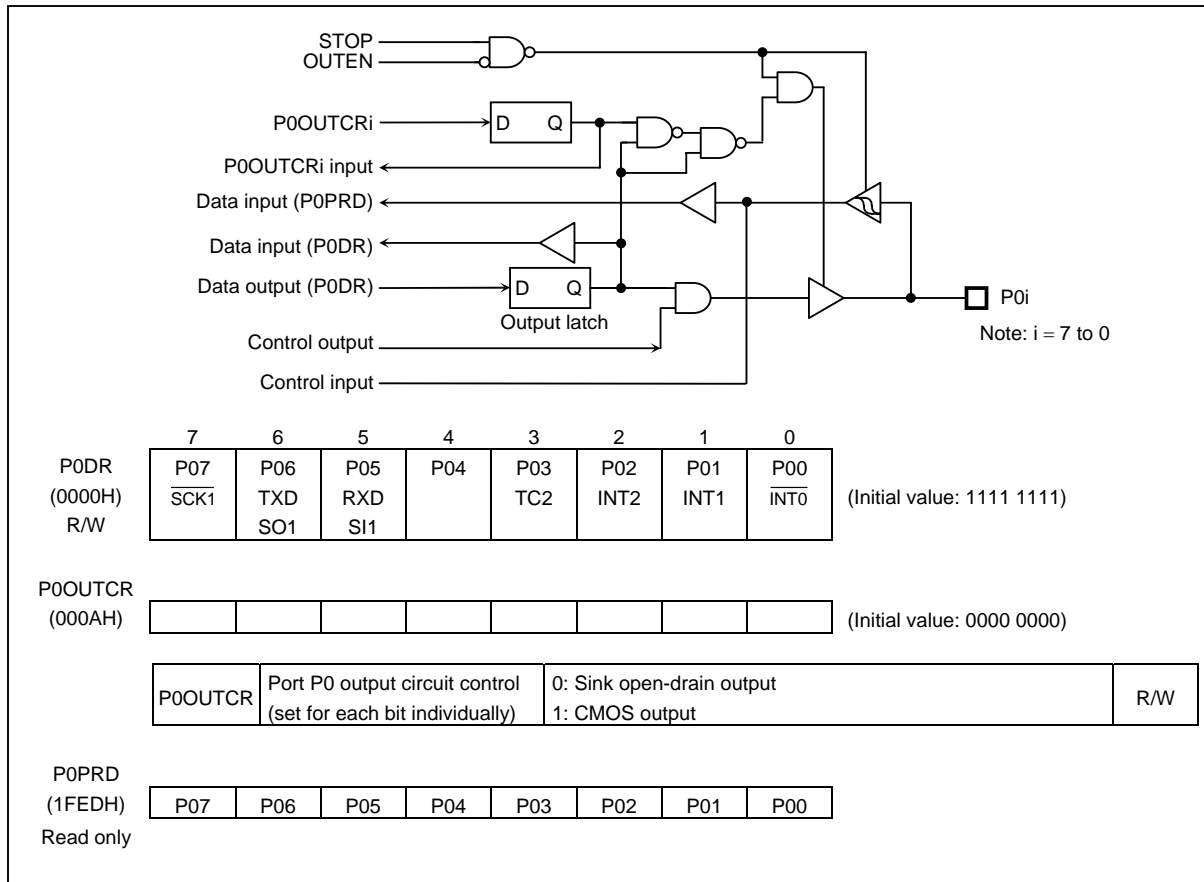 STOP
OUTEN
P0OUTCRi
D Q
P0OUTCRi input
Data input (P0PRD)
Data input (P0DR)
Data output (P0DR)
D Q
Output latch
P0i
Note: i = 7 to 0
Control output
Control input
7 6 5 4 3 2 1 0
P0DR
(0000H)
R/W
P07 P06 P05 P04 P03 P02 P01 P00
SCK1 TXD RXD TC2 INT2 INT1 INT0
SO1 SI1
(Initial value: 1111 1111)
P0OUTCR
(000AH)
(Initial value: 0000 0000)
P0OUTCR
Port P0 output circuit control
(set for each bit individually)
0: Sink open-drain output
1: CMOS output
R/W
P0PRD
(1FEDH)
Read only
P07 P06 P05 P04 P03 P02 P01 P00